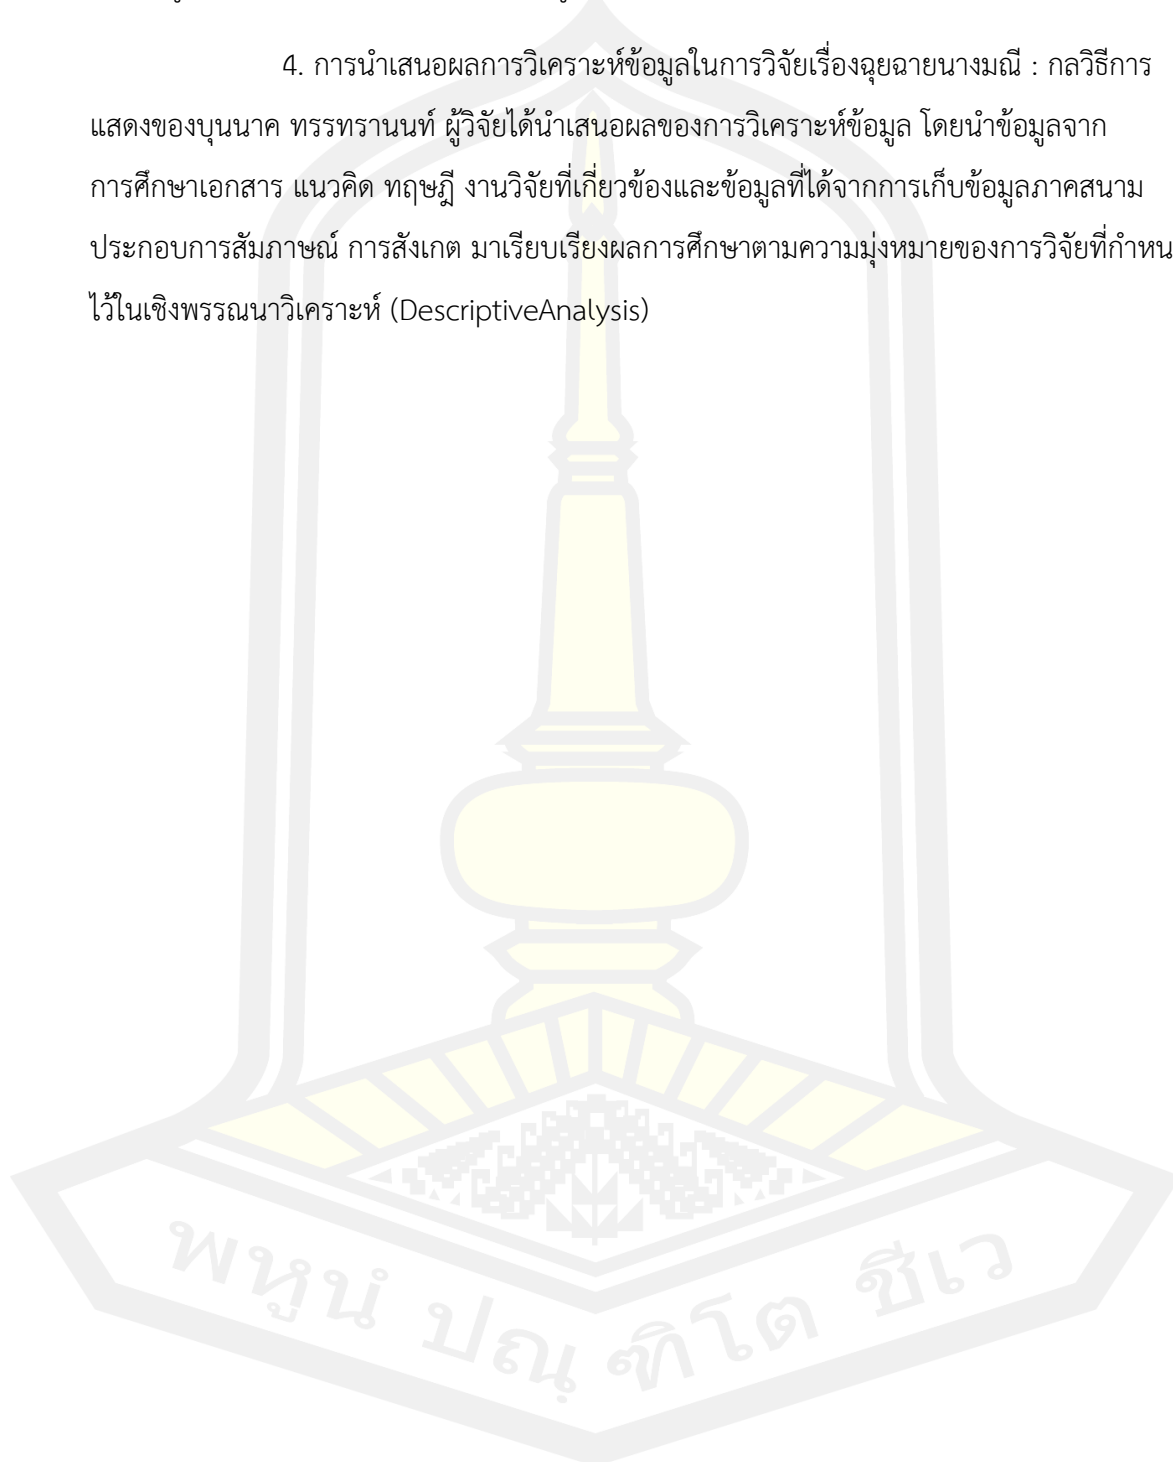 4. การนำเสนอผลการวิเคราะห์ข้อมูลในการวิจัยเรื่องฉุยฉายนางมณี : กลวิธีการ
แสดงของบุนนาค ทรรทรานนท์ ผู้วิจัยได้นำเสนอผลของการวิเคราะห์ข้อมูล โดยนำข้อมูลจาก
การศึกษาเอกสาร แนวคิด ทฤษฎี งานวิจัยที่เกี่ยวข้องและข้อมูลที่ได้จากการเก็บข้อมูลภาคสนาม
ประกอบการสัมภาษณ์ การสังเกต มาเรียบเรียงผลการศึกษาตามความมุ่งหมายของการวิจัยที่กำหน
ไว้ในเชิงพรรณนาวิเคราะห์ (DescriptiveAnalysis)
พหูนํ ปณฺฑิโต ชีเว